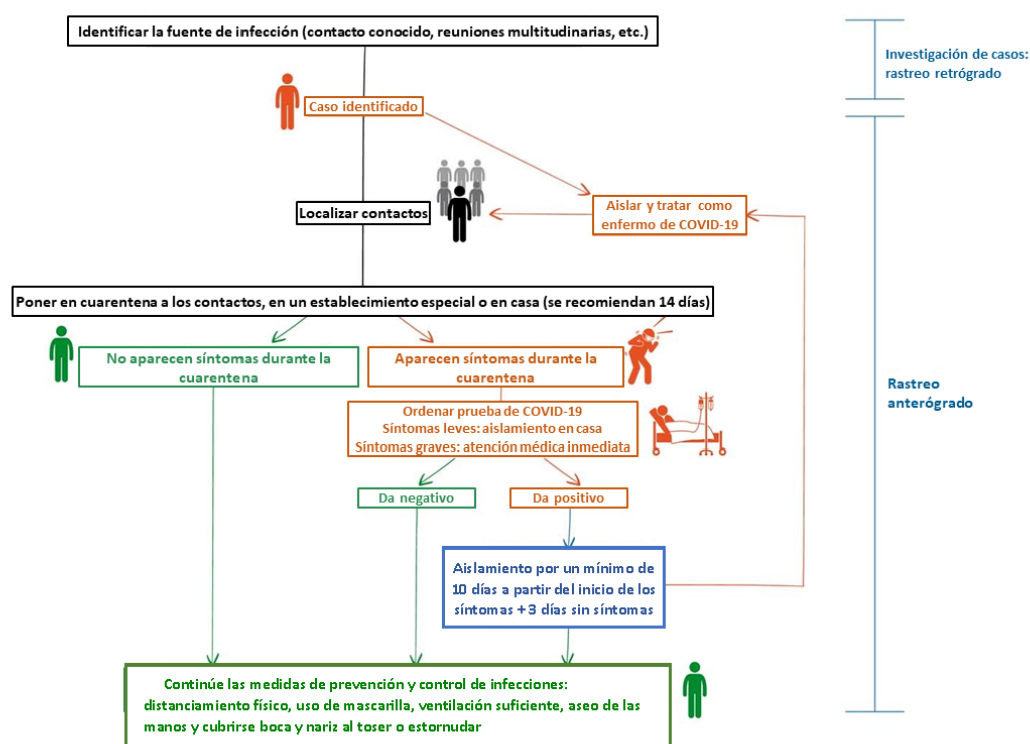 Identificar la fuente de infección (contacto conocido, reuniones multitudinarias, etc.)
Investigación de casos:
rastreo retrógrado
Caso identificado
Localizar contactos
Aislar y tratar como
enfermo de COVID-19
Poner en cuarentena a los contactos, en un establecimiento especial o en casa (se recomiendan 14 días)
No aparecen síntomas durante la
cuarentena
Aparecen síntomas durante la
cuarentena
Rastreo
anterógrado
Ordenar prueba de COVID-19
Síntomas leves: aislamiento en casa
Síntomas graves: atención médica inmediata
Da negativo
Da positivo
Aislamiento por un mínimo de
10 días a partir del inicio de los
síntomas + 3 días sin síntomas
Continúe las medidas de prevención y control de infecciones:
distanciamiento físico, uso de mascarilla, ventilación suficiente, aseo de las
manos y cubrirse boca y nariz al toser o estornudar